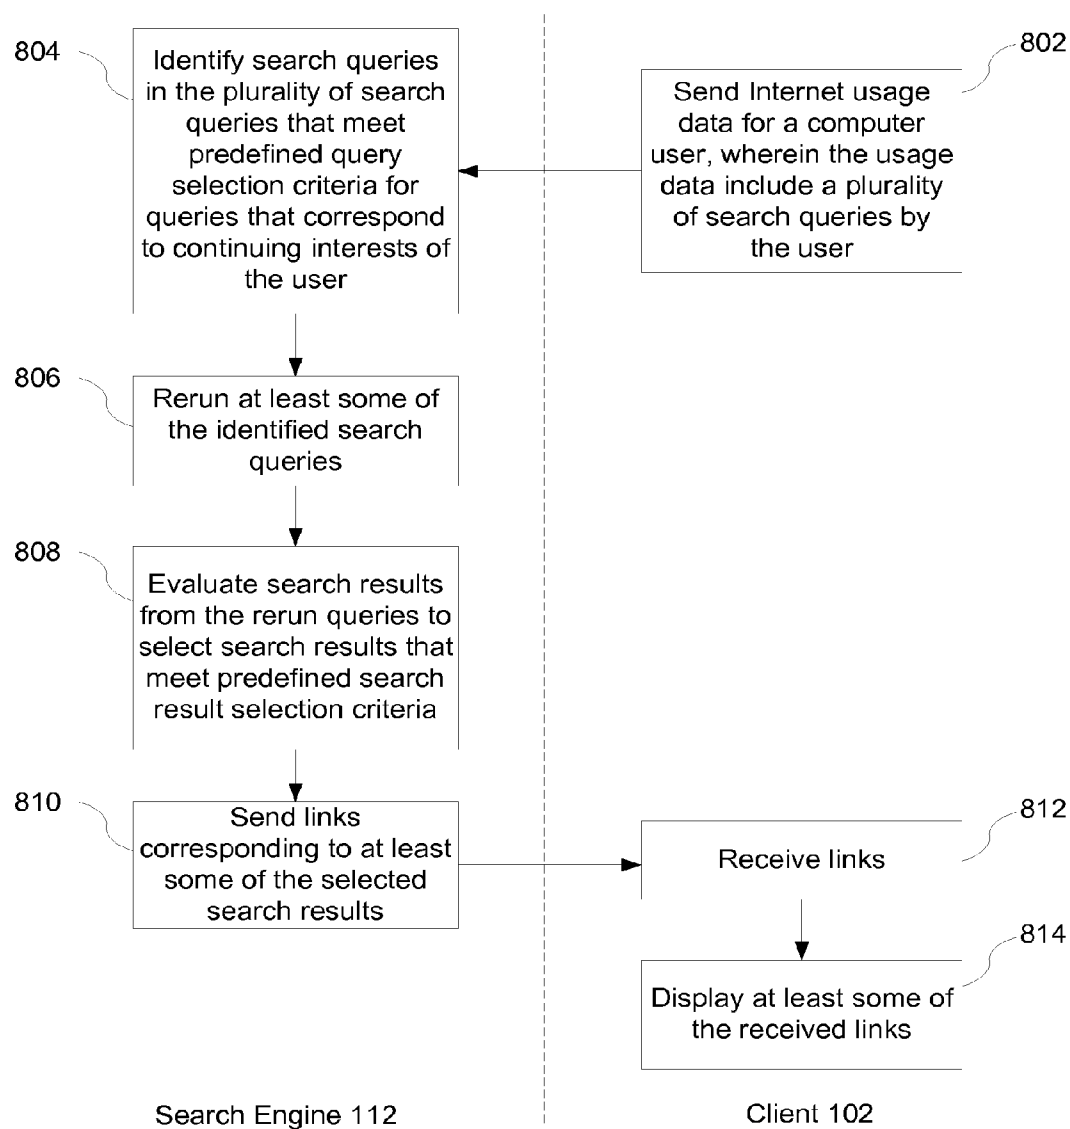 804
Identify search queries
in the plurality of search
queries that meet
predefined query
selection criteria for
queries that correspond
to continuing interests of
the user
802
Send Internet usage
data for a computer
user, wherein the usage
data include a plurality
of search queries by
the user
806
Rerun at least some of
the identified search
queries
808
Evaluate search results
from the rerun queries to
select search results that
meet predefined search
result selection criteria
810
Send links
corresponding to at least
some of the selected
search results
812
Receive links
814
Display at least some of
the received links
Search Engine 112
Client 102